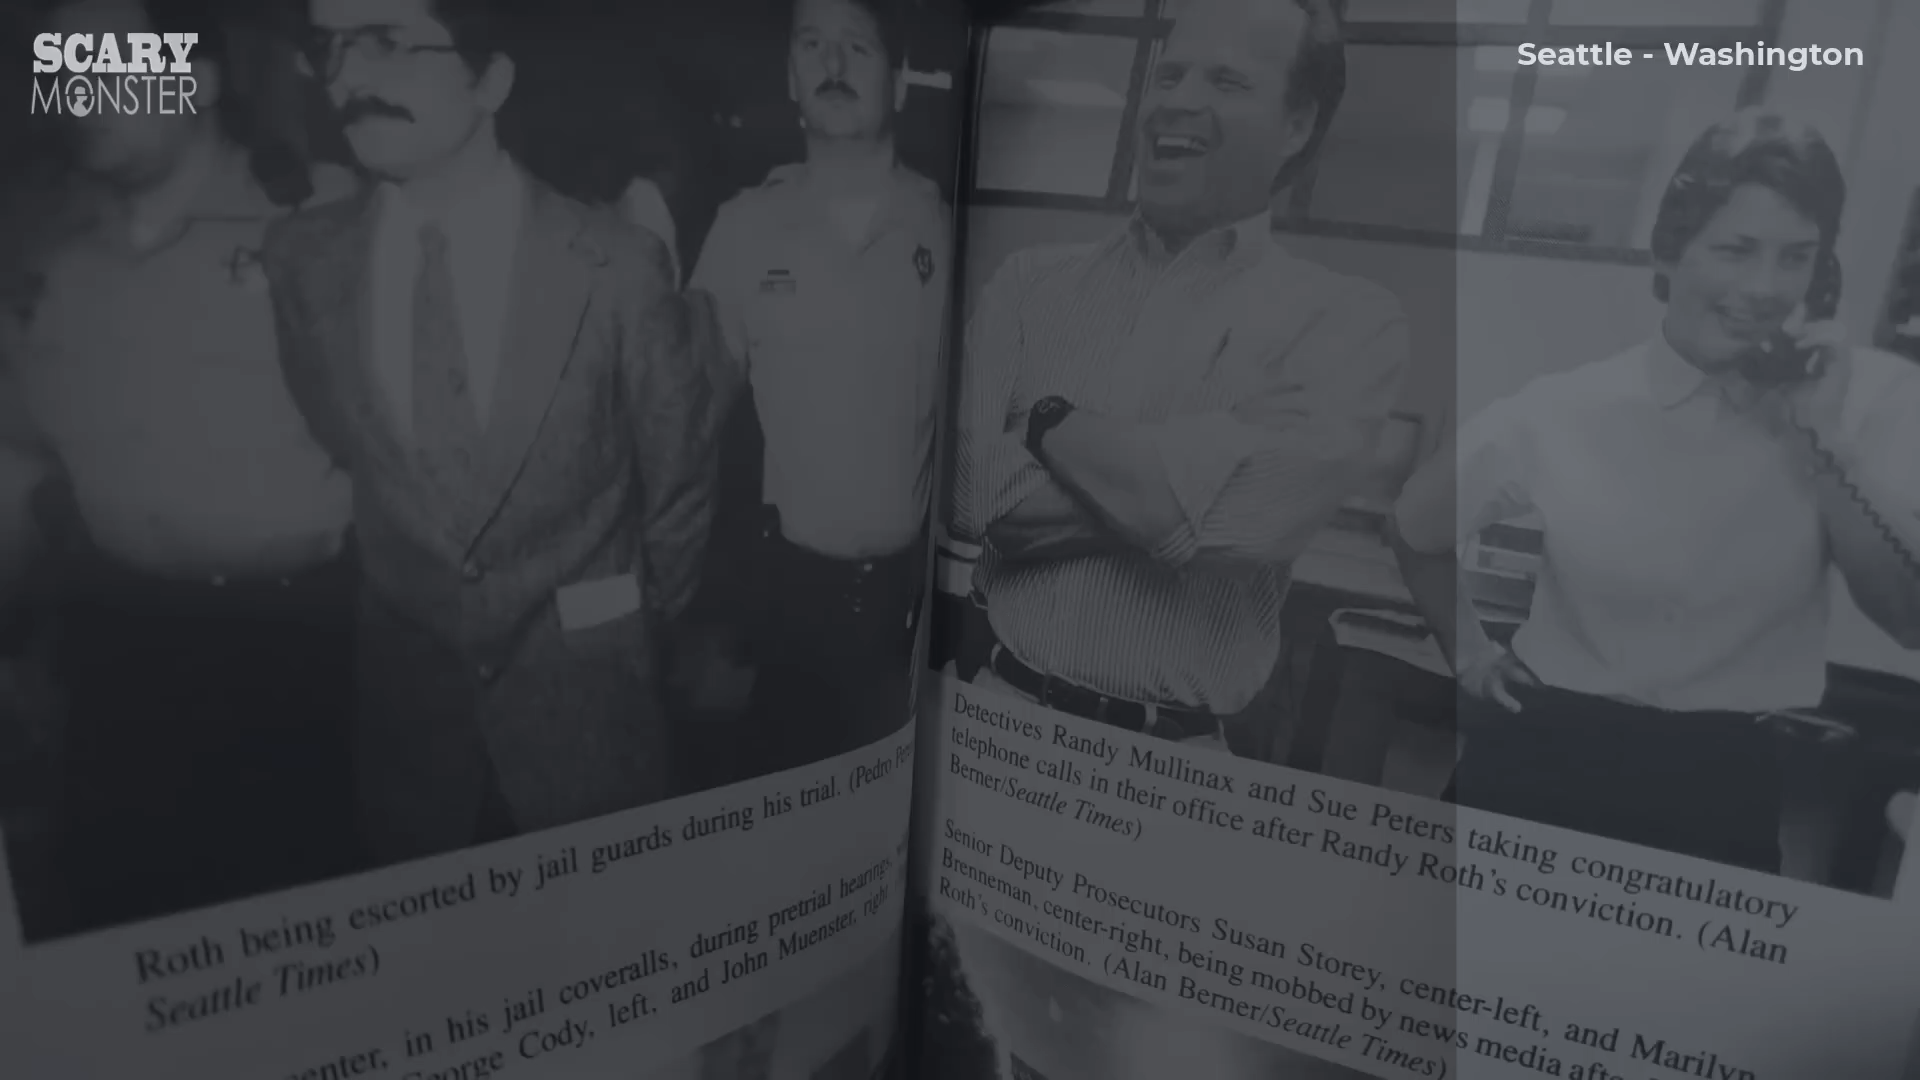 SCARY
MONSTER
Seattle - Washington
Roth being escorted by jail guards during his trial. (Pedro
Seattle Times)
in his jail coveralls, during pretrial hearings,
George Cody, left, and John Muenster, right
Detectives Randy Mullinax and Sue Peters taking congratulatory
telephone calls in their office after Randy Roth's conviction. (Alan
Berner/Seattle Times)
Senior Deputy Prosecutors Susan Storey, center-left, and Marilyn
Brenneman, center-right, being mobbed by news media after
Roth's conviction. (Alan Berner/Seattle Times)